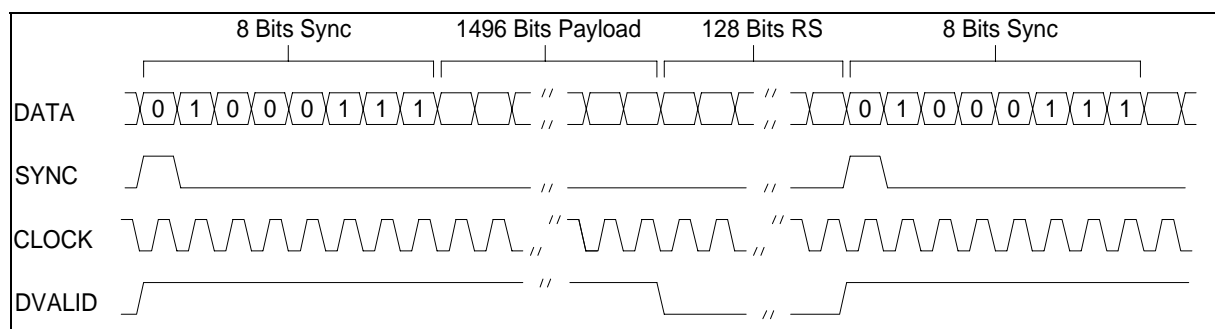 8 Bits Sync 1496 Bits Payload 128 Bits RS 8 Bits Sync
DATA 0 1 0 0 0 1 1 1 0 1 0 0 0 1 1 1
SYNC
CLOCK
DVALID